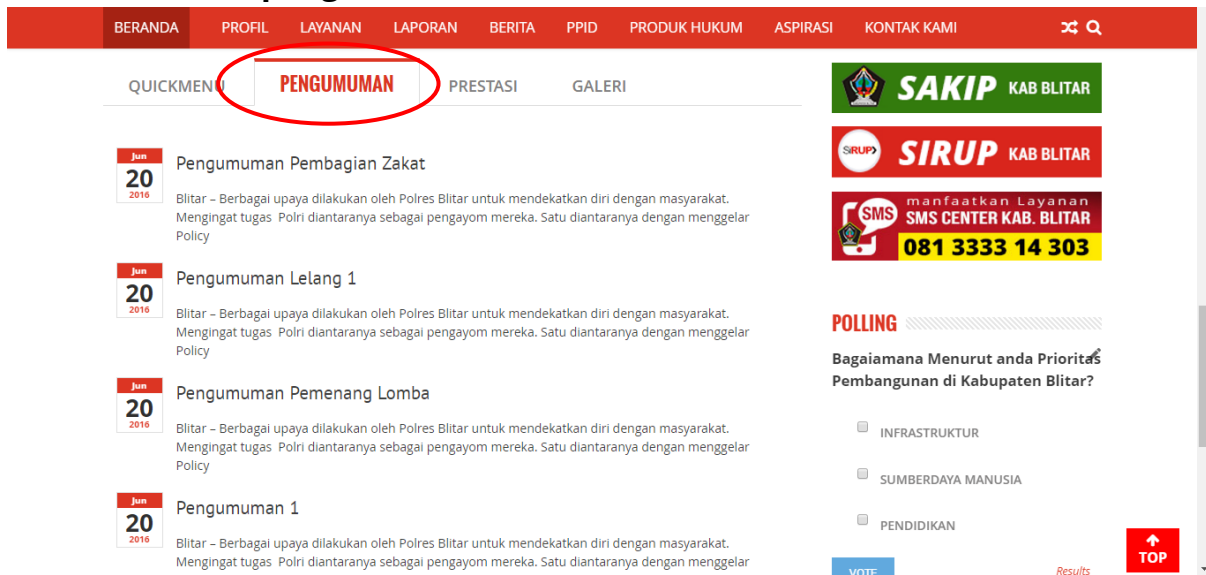 BERANDA PROFIL LAYANAN LAPORAN BERITA PPID PRODUK HUKUM ASPIRASI KONTAK KAMI
QUICKMENU PENGUMUMAN PRESTASI GALERI
Jun
20
2016
Pengumuman Pembagian Zakat
Blitar – Berbagai upaya dilakukan oleh Polres Blitar untuk mendekatkan diri dengan masyarakat.
Mengingat tugas Polri diantaranya sebagai pengayom mereka. Satu diantaranya dengan menggelar
Policy
Jun
20
2016
Pengumuman Lelang 1
Blitar – Berbagai upaya dilakukan oleh Polres Blitar untuk mendekatkan diri dengan masyarakat.
Mengingat tugas Polri diantaranya sebagai pengayom mereka. Satu diantaranya dengan menggelar
Policy
Jun
20
2016
Pengumuman Pemenang Lomba
Blitar – Berbagai upaya dilakukan oleh Polres Blitar untuk mendekatkan diri dengan masyarakat.
Mengingat tugas Polri diantaranya sebagai pengayom mereka. Satu diantaranya dengan menggelar
Policy
Jun
20
2016
Pengumuman 1
Blitar – Berbagai upaya dilakukan oleh Polres Blitar untuk mendekatkan diri dengan masyarakat.
Mengingat tugas Polri diantaranya sebagai pengayom mereka. Satu diantaranya dengan menggelar
SAKIP KAB BLITAR
SiRUP SIRUP KAB BLITAR
SMS
manfaatkan Layanan
SMS CENTER KAB. BLITAR
081 3333 14 303
POLLING
Bagaiamana Menurut anda Prioritas
Pembangunan di Kabupaten Blitar?
INFRASTRUKTUR
SUMBERDAYA MANUSIA
PENDIDIKAN
VOTE Results
TOP